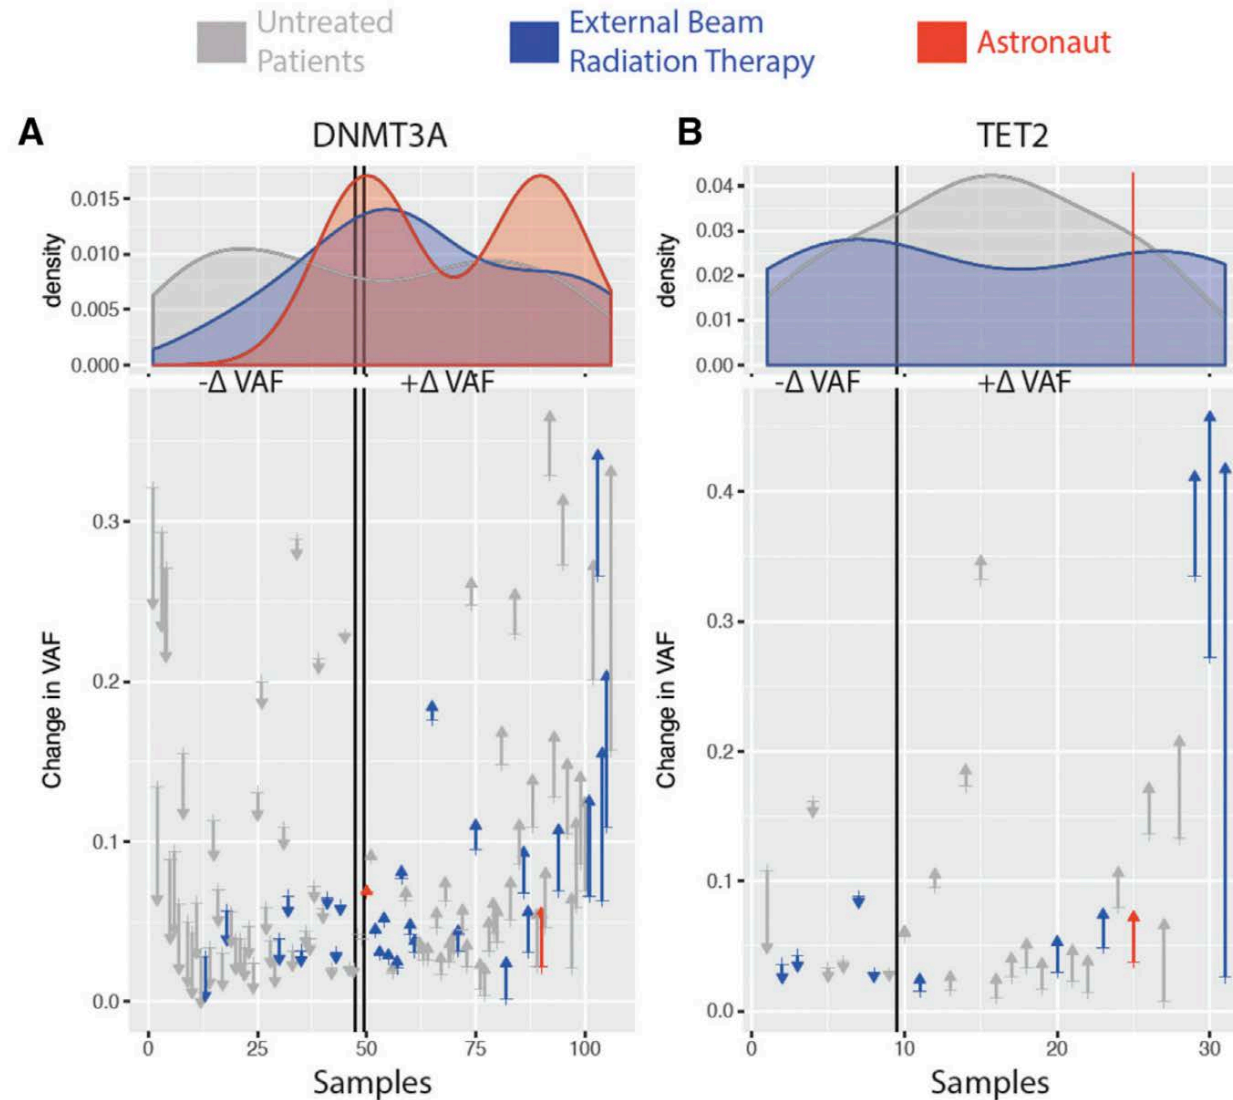 Untreated
Patients
External Beam
Radiation Therapy
Astronaut
A
DNMT3A
B
TET2
density
0.015
0.010
0.005
0.000
-Δ VAF
+Δ VAF
density
0.04
0.03
0.02
0.01
0.00
-Δ VAF
+Δ VAF
Change in VAF
0.3
0.2
0.1
0.0
0
25
50
75
100
Samples
Change in VAF
0.4
0.3
0.2
0.1
0.0
0
10
20
30
Samples